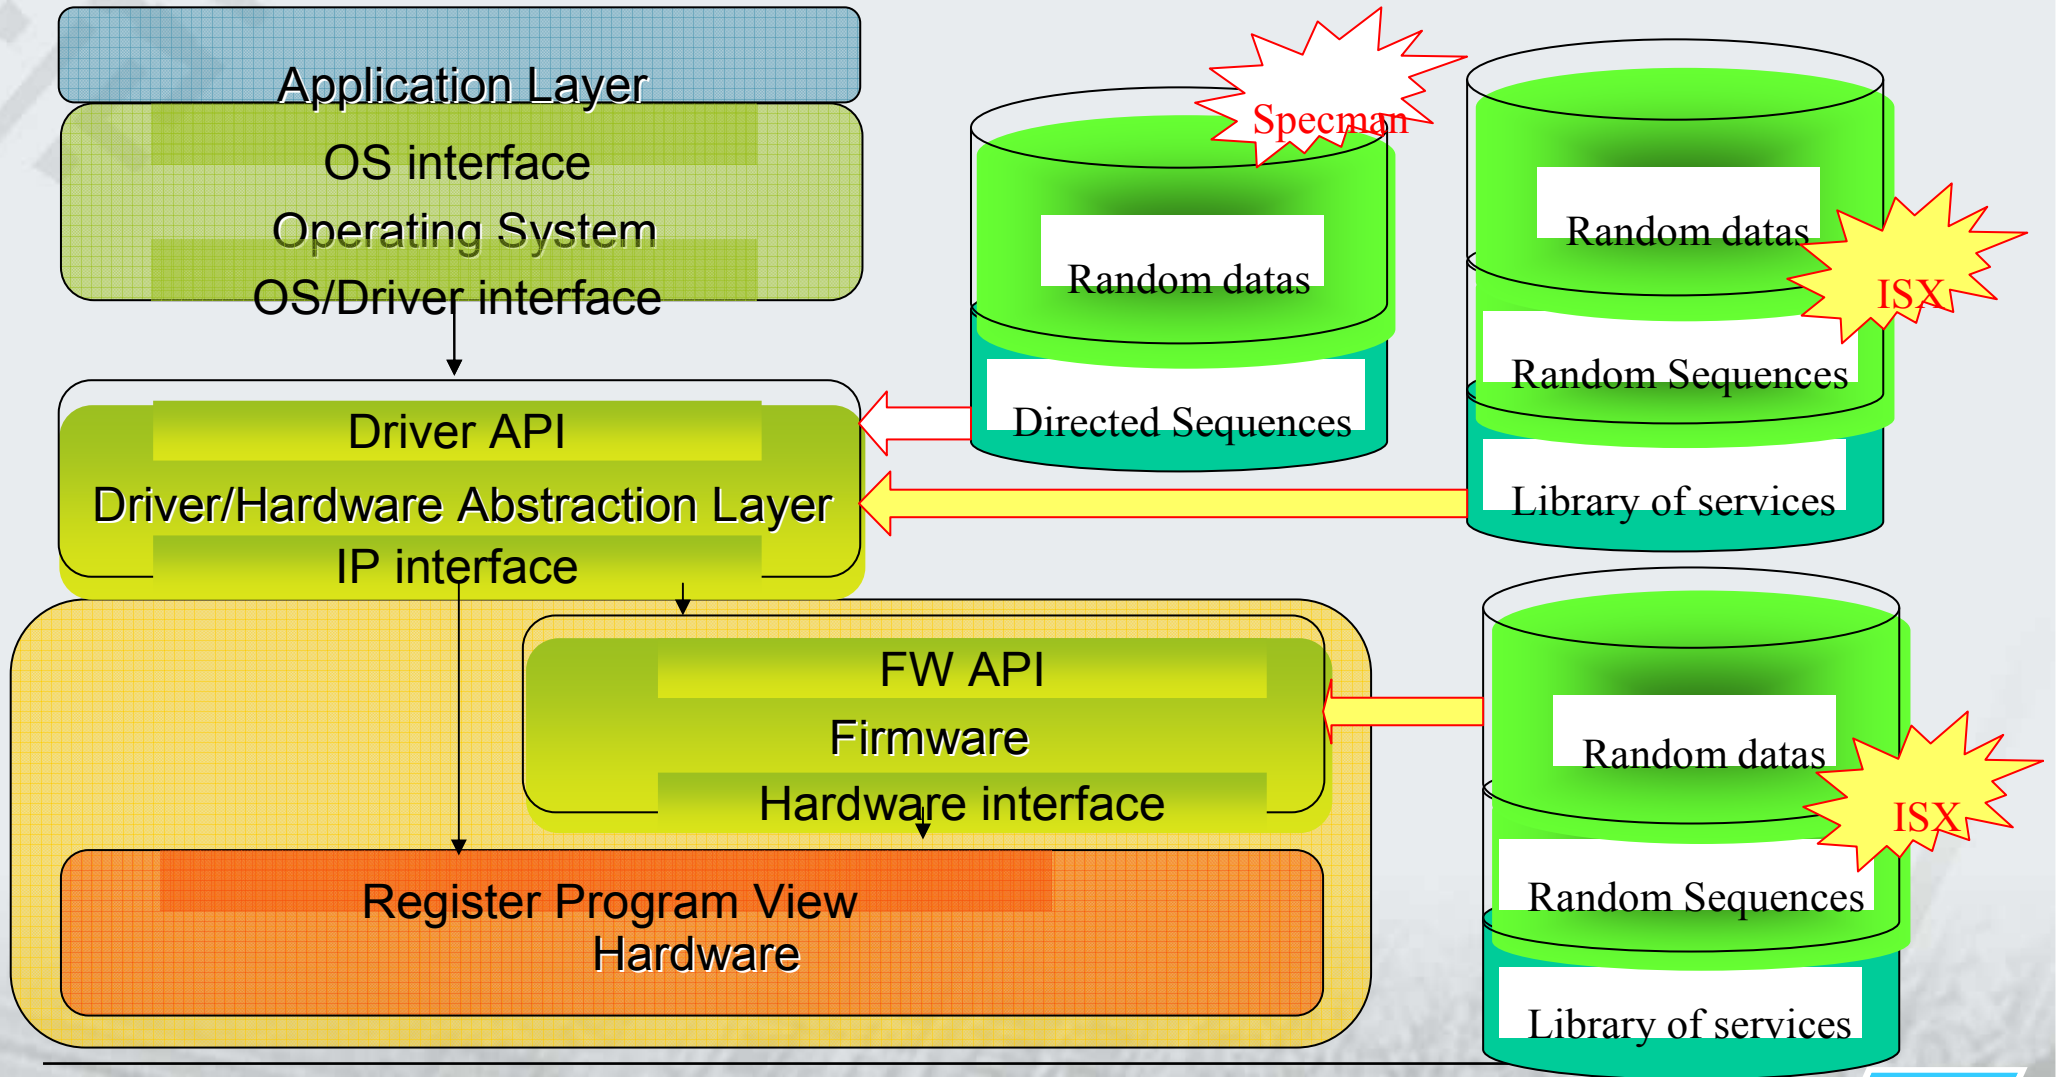 Application Layer
OS interface
Operating System
OS/Driver interface
Driver API
Driver/Hardware Abstraction Layer
IP interface
FW API
Firmware
Hardware interface
Register Program View
Hardware
Specman
Random datas
Directed Sequences
Random datas
ISX
Random Sequences
Library of services
Random datas
ISX
Random Sequences
Library of services